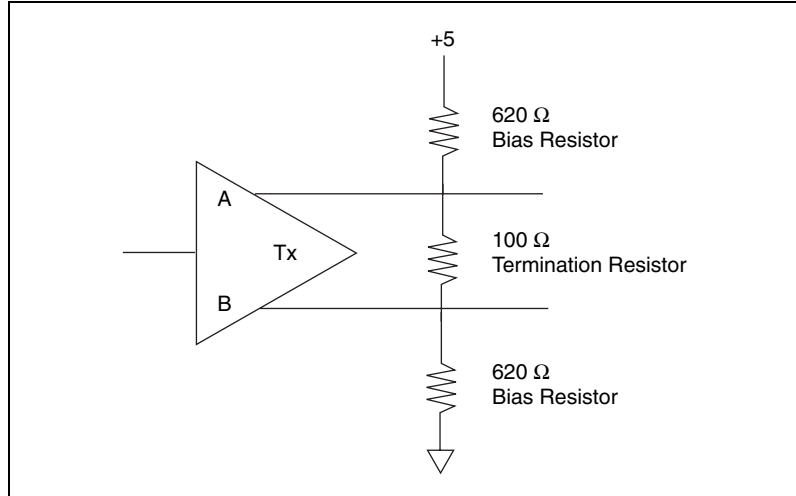 +5
620 Ω
Bias Resistor
A
100 Ω
Termination Resistor
Tx
B
620 Ω
Bias Resistor